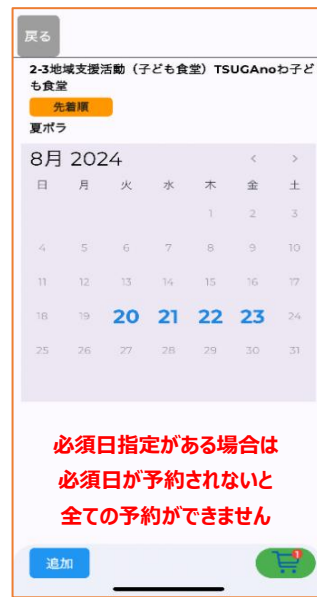 戻る
2-3地域支援活動（子ども食堂）TSUGAnoわ子ど
も食堂
先着順
夏ボラ
8月 2024 < >
日 月 火 水 木 金 土
1 2 3
4 5 6 7 8 9 10
11 12 13 14 15 16 17
18 19 20 21 22 23 24
25 26 27 28 29 30 31
必須日指定がある場合は
必須日が予約されないと
全ての予約ができません
追加 1